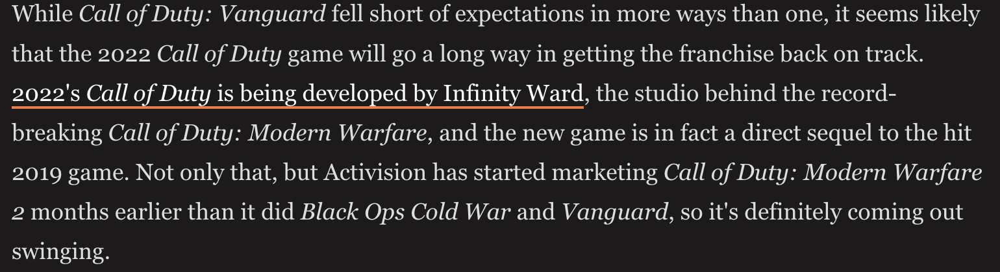 While Call of Duty: Vanguard fell short of expectations in more ways than one, it seems likely
that the 2022 Call of Duty game will go a long way in getting the franchise back on track.
2022's Call of Duty is being developed by Infinity Ward, the studio behind the record-
breaking Call of Duty: Modern Warfare, and the new game is in fact a direct sequel to the hit
2019 game. Not only that, but Activision has started marketing Call of Duty: Modern Warfare
2 months earlier than it did Black Ops Cold War and Vanguard, so it's definitely coming out
swinging.